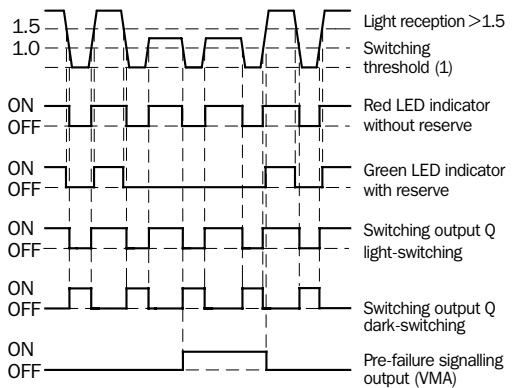 Light reception >1.5
1.5
1.0
Switching
threshold (1)
ON
OFF
Red LED indicator
without reserve
ON
OFF
Green LED indicator
with reserve
ON
OFF
Switching output Q
light-switching
ON
OFF
Switching output Q
dark-switching
ON
OFF
Pre-failure signalling
output (VMA)